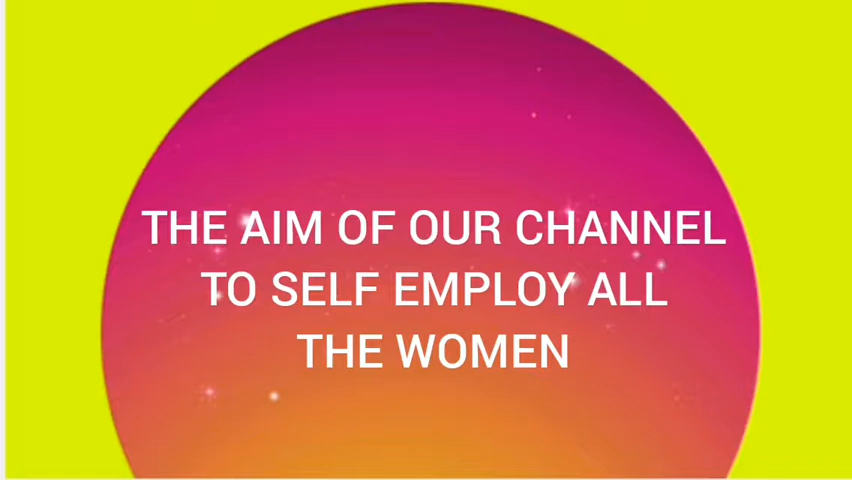 THE AIM OF OUR CHANNEL
TO SELF EMPLOY ALL
THE WOMEN